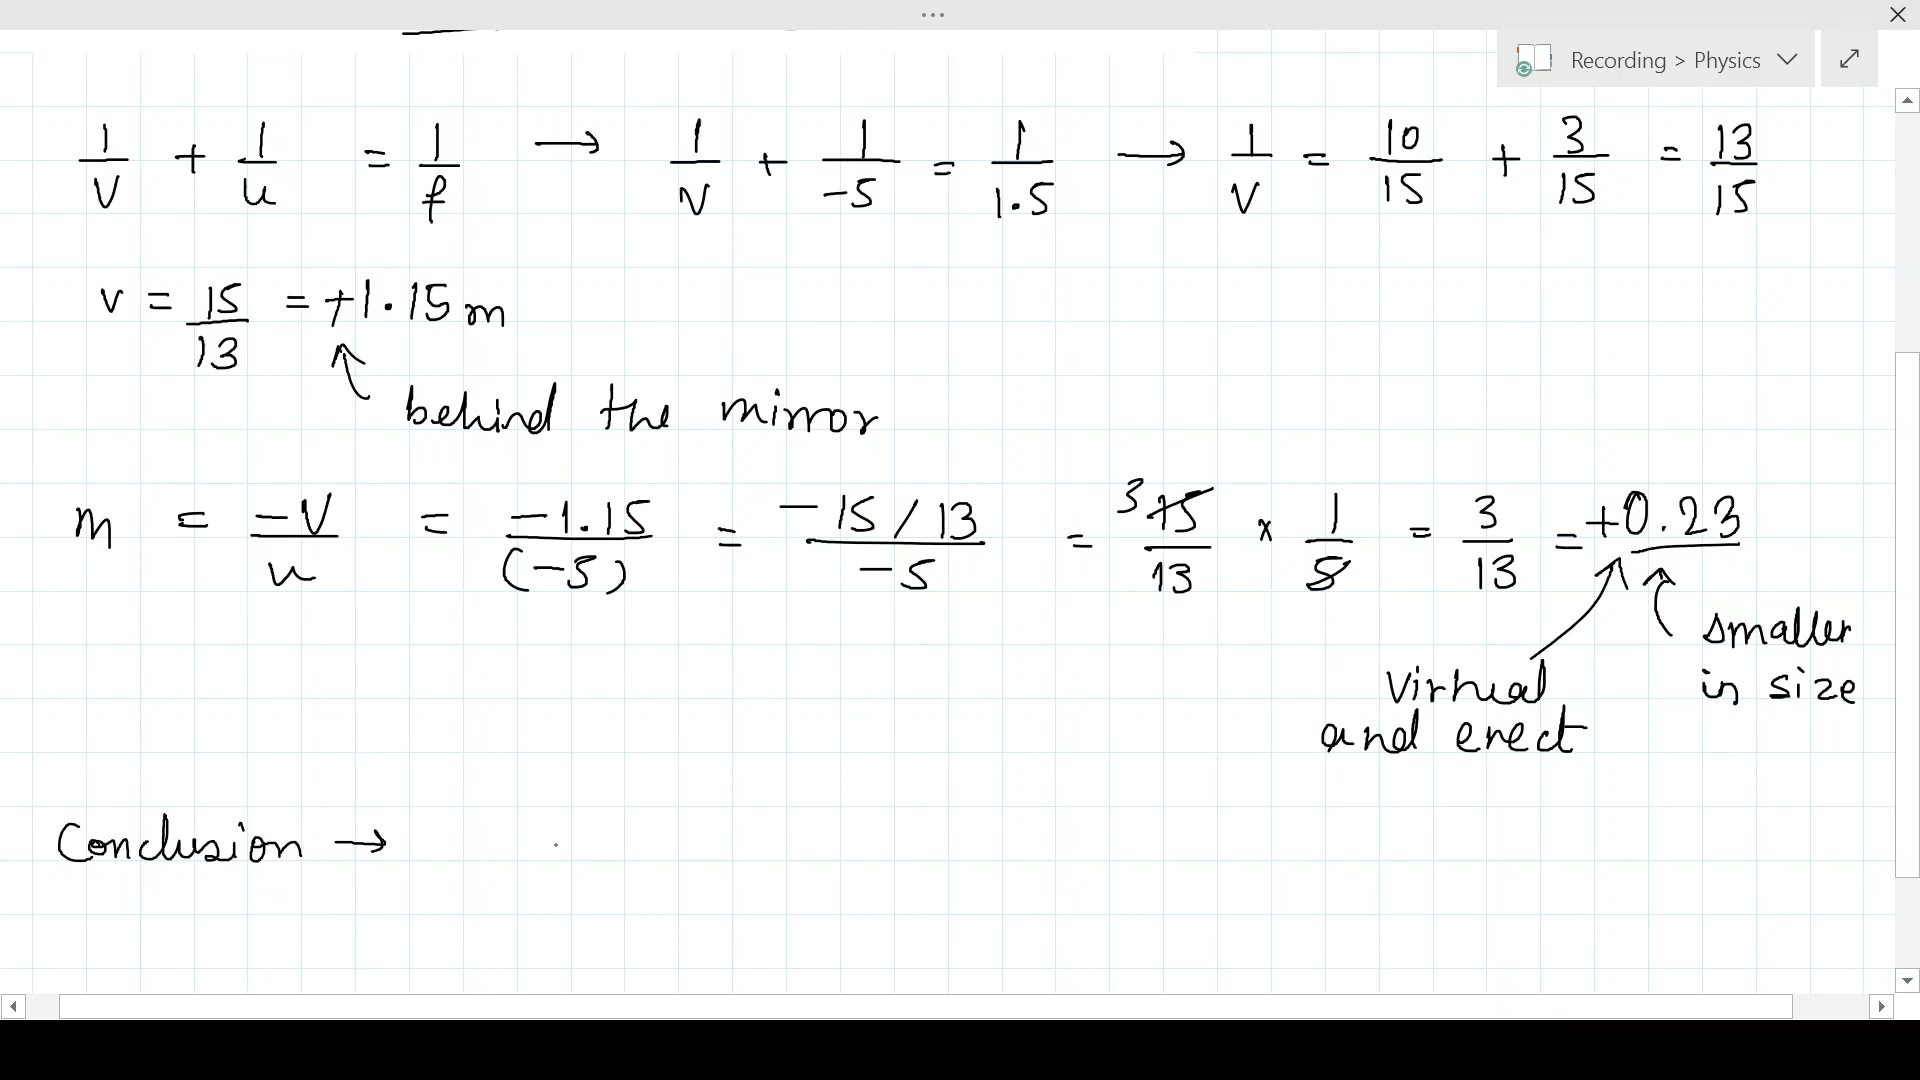 Recording > Physics
1/V + 1/u = 1/f → 1/V + 1/-5 = 1/1.5 → 1/V = 10/15 + 3/15 = 13/15
v = 15/13 = +1.15 m
behind the mirror
m = -V/u = -1.15/(-5) = -15/13/-5 = 3 15/13 x 1/5 = 3/13 = +0.23
smaller
in size
Virtual
and erect
Conclusion →